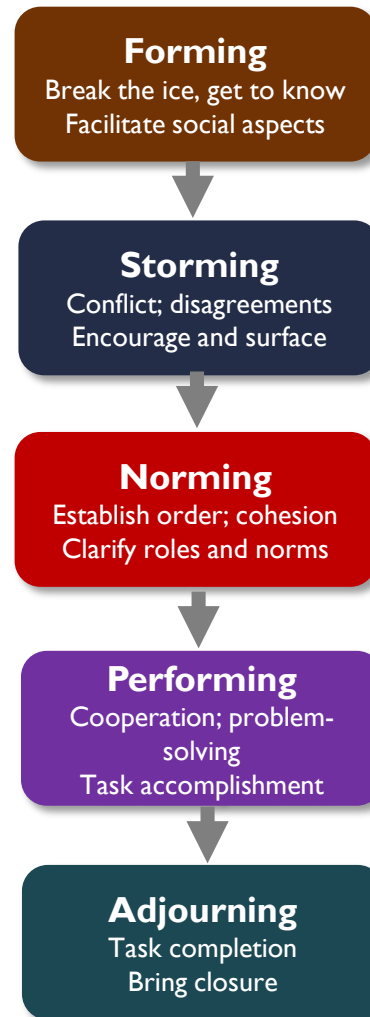 Forming
Break the ice, get to know
Facilitate social aspects
Storming
Conflict; disagreements
Encourage and surface
Norming
Establish order; cohesion
Clarify roles and norms
Performing
Cooperation; problem-
solving
Task accomplishment
Adjourning
Task completion
Bring closure